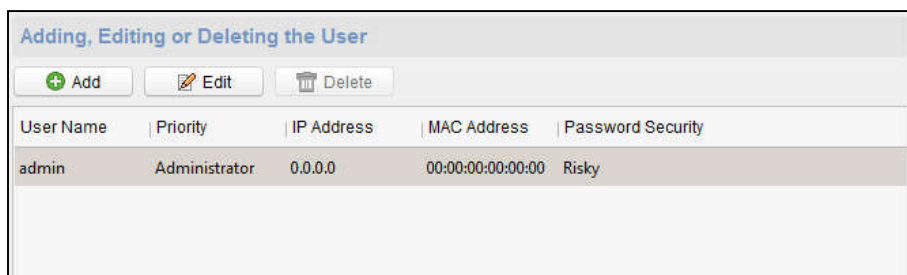 Adding, Editing or Deleting the User
Add Edit Delete
User Name Priority IP Address MAC Address Password Security
admin Administrator 0.0.0.0 00:00:00:00:00:00 Risky